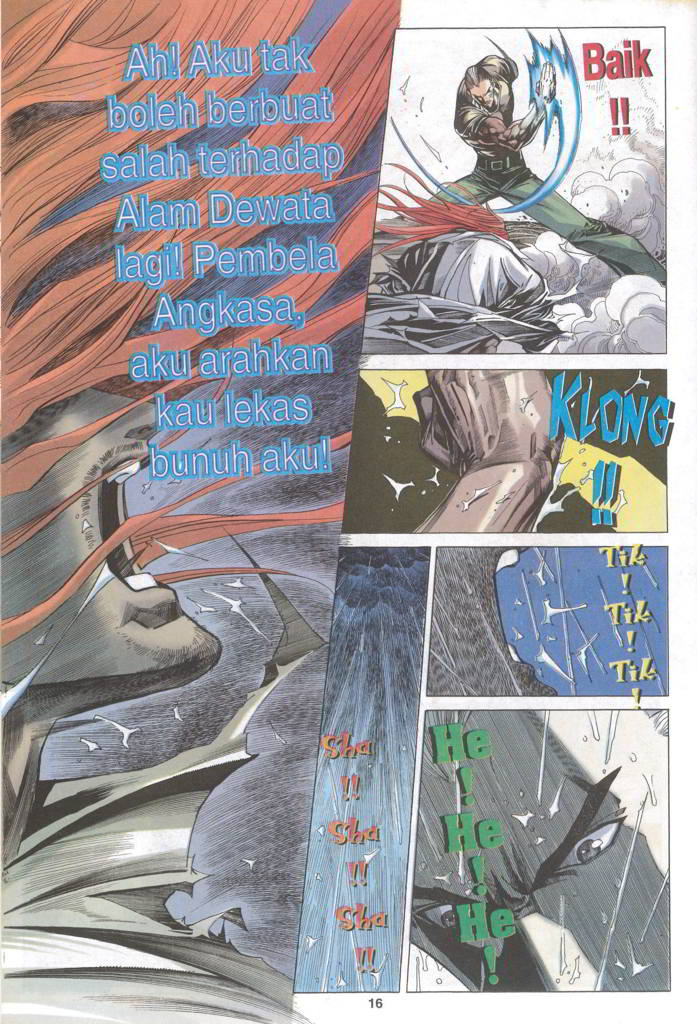 Ah! Aku tak
boleh berbuat
salah terhadap
Alam Dewata
lagi! Pembela
Angkasa,
aku arahkan
kau lekas
bunuh aku!
Baik
!!
KLONG
!!
Tik
!
Tik
!
Tik
!
Sha
!!
Sha
!!
Sha
!!
He
!
He
!
He
!
16